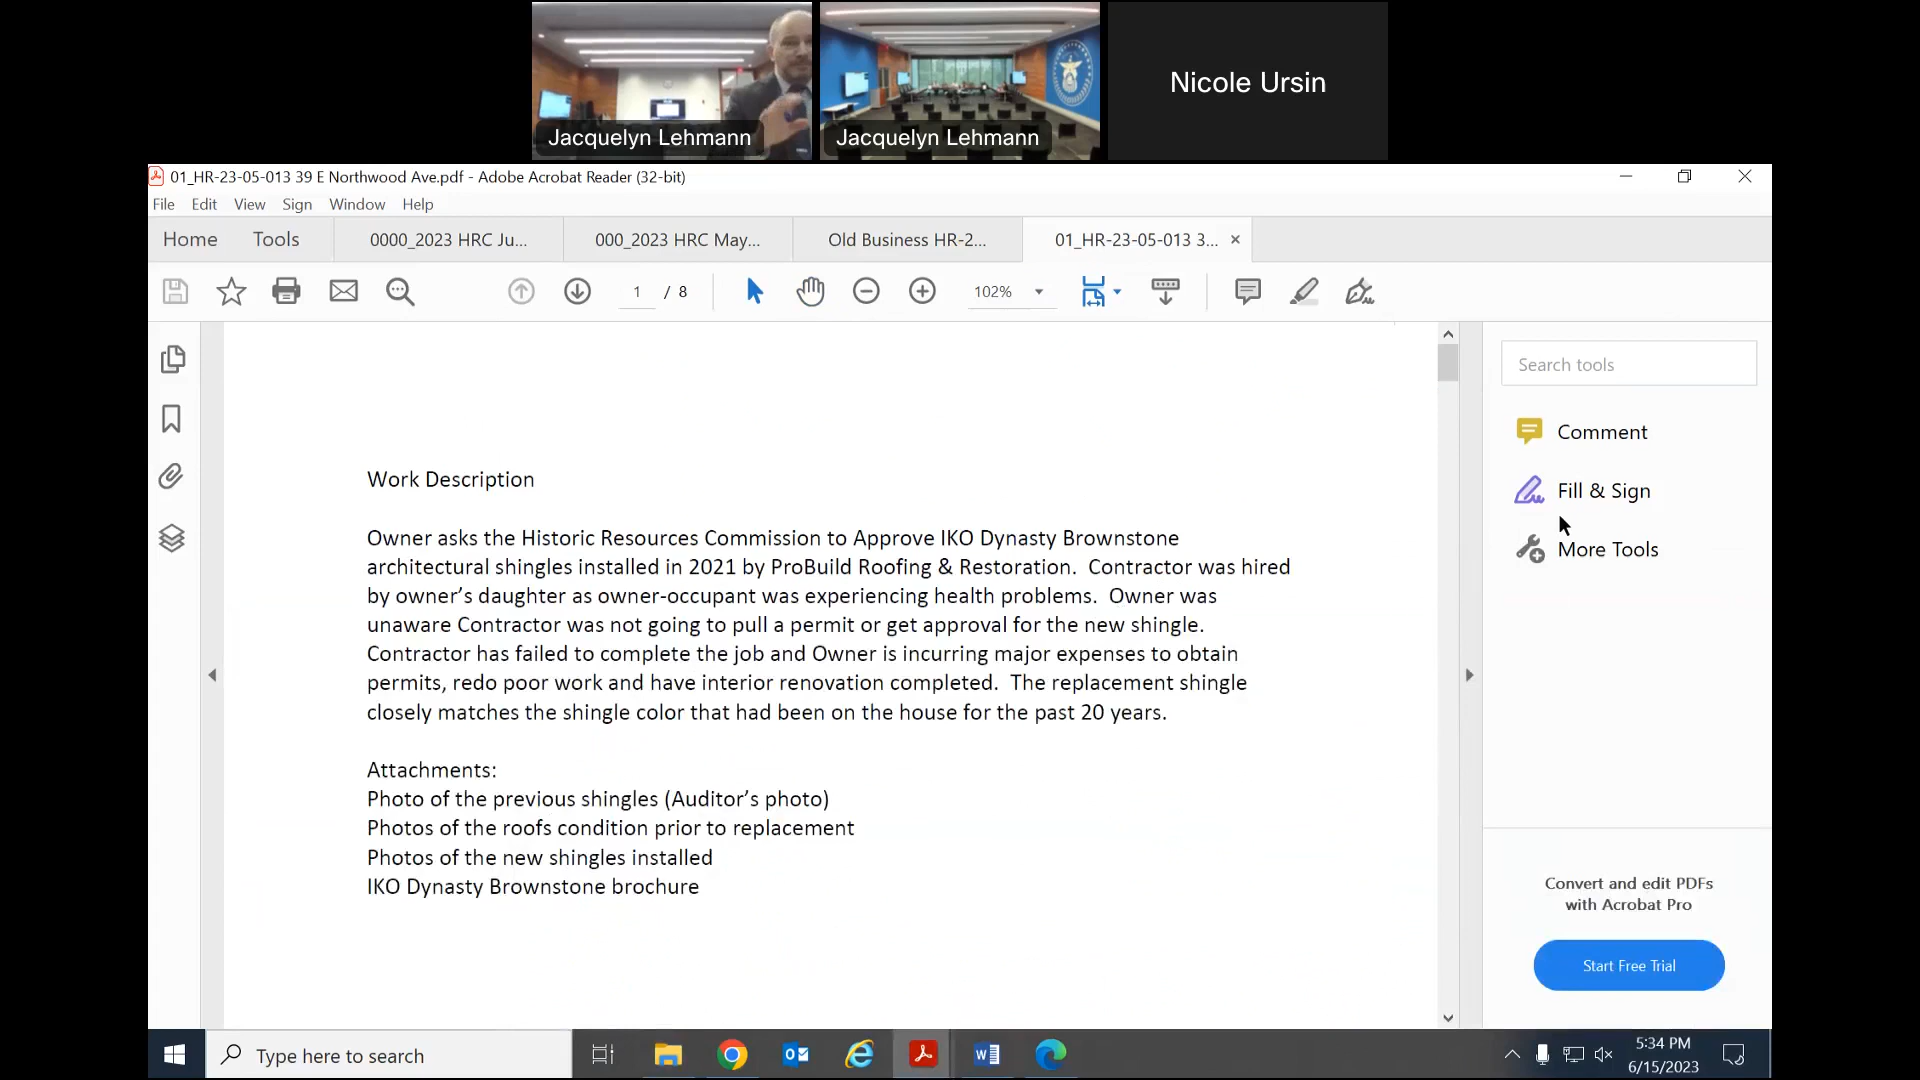 Jacquelyn Lehmann
Jacquelyn Lehmann
Nicole Ursin
01_HR-23-05-013 39 E Northwood Ave.pdf - Adobe Acrobat Reader (32-bit)
File Edit View Sign Window Help
Home Tools 0000_2023 HRC Ju... 000_2023 HRC May... Old Business HR-2... 01_HR-23-05-013 3...
1 / 8 102%
Search tools
Comment
Fill & Sign
More Tools
Work Description
Owner asks the Historic Resources Commission to Approve IKO Dynasty Brownstone
architectural shingles installed in 2021 by ProBuild Roofing & Restoration. Contractor was hired
by owner’s daughter as owner-occupant was experiencing health problems. Owner was
unaware Contractor was not going to pull a permit or get approval for the new shingle.
Contractor has failed to complete the job and Owner is incurring major expenses to obtain
permits, redo poor work and have interior renovation completed. The replacement shingle
closely matches the shingle color that had been on the house for the past 20 years.
Attachments:
Photo of the previous shingles (Auditor’s photo)
Photos of the roofs condition prior to replacement
Photos of the new shingles installed
IKO Dynasty Brownstone brochure
Convert and edit PDFs
with Acrobat Pro
Start Free Trial
Type here to search
5:34 PM
6/15/2023